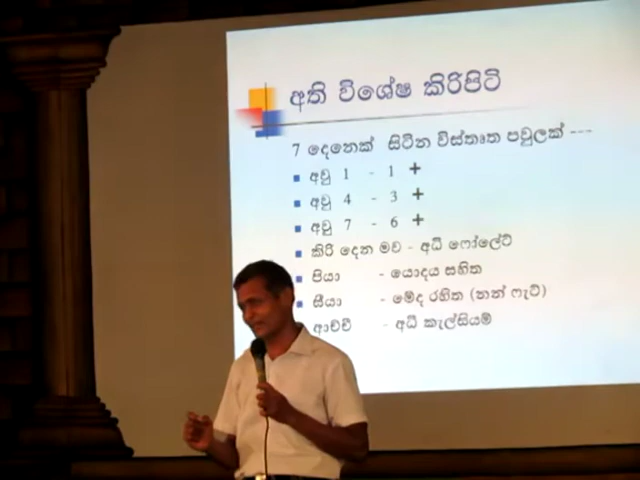 අති විශේෂ කිරිපිටි
7 දෙනෙක් සිටින විස්තෘත පවුලක් ---
අවු 1 - 1 +
අවු 4 - 3 +
අවු 7 - 6 +
කිරි දෙන මව - අධි ෆෝලේට්
පියා - යොදය සහිත
සීයා - මේද රහිත (නන් ෆැට්)
ආච්චී - අධි කැල්සියම්